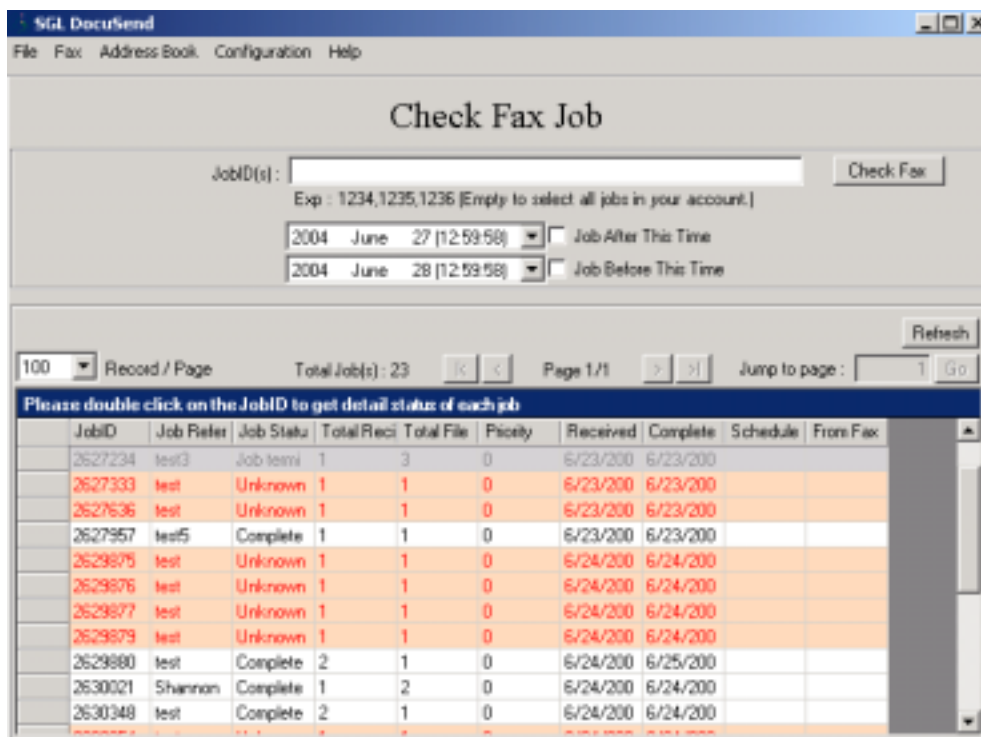 SGL DocuSend
File Fax Address Book Configuration Help
Check Fax Job
JobID(s) : Check Fax
Exp : 1234,1235,1236 (Empty to select all jobs in your account.)
2004 June 27 (12:59:58) Job After This Time
2004 June 28 (12:59:58) Job Before This Time
Refresh
100 Record / Page Total Job(s) : 23 |< < Page 1/1 > >| Jump to page : 1 Go
Please double click on the JobID to get detail status of each job
JobID Job Refer Job Statu Total Reci Total File Priority Received Complete Schedule From Fax
2627234 test3 Job termi 1 3 0 6/23/200 6/23/200
2627333 test Unknown 1 1 0 6/23/200 6/23/200
2627636 test Unknown 1 1 0 6/23/200 6/23/200
2627957 test5 Complete 1 1 0 6/23/200 6/23/200
2629875 test Unknown 1 1 0 6/24/200 6/24/200
2629876 test Unknown 1 1 0 6/24/200 6/24/200
2629877 test Unknown 1 1 0 6/24/200 6/24/200
2629879 test Unknown 1 1 0 6/24/200 6/24/200
2629880 test Complete 2 1 0 6/24/200 6/25/200
2630021 Shannon Complete 1 2 0 6/24/200 6/24/200
2630348 test Complete 2 1 0 6/24/200 6/24/200